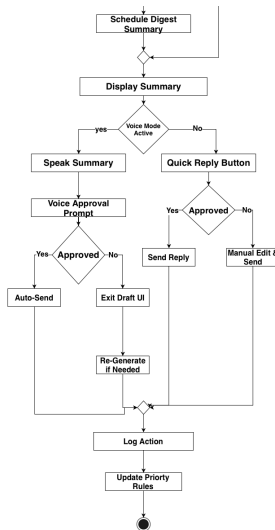 Schedule Digest
Summary
Display Summary
Voice Mode
Active
yes
No
Speak Summary
Quick Reply Button
Voice Approval
Prompt
Approved
Yes
No
Approved
Yes
No
Send Reply
Manual Edit &
Send
Auto-Send
Exit Draft UI
Re-Generate
if Needed
Log Action
Update Priorty
Rules